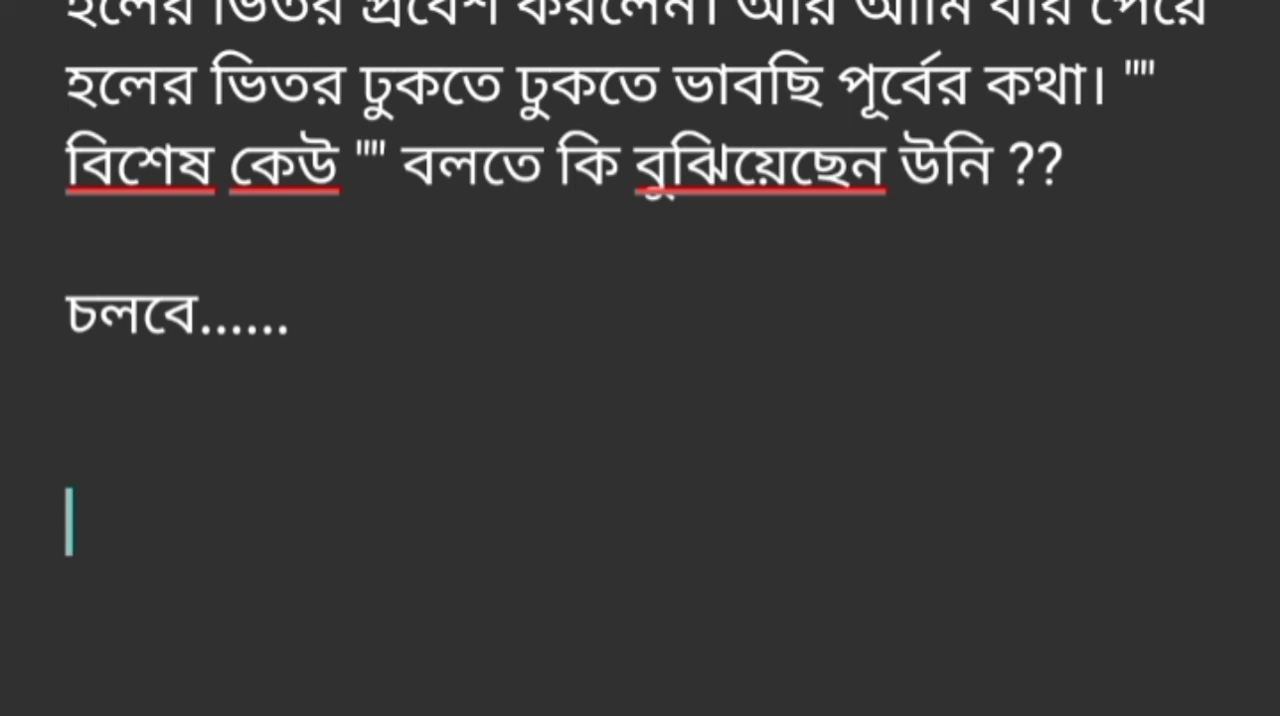 হলের ভিতর প্রবেশ করলেন। আর আমি বার পেয়ে
হলের ভিতর ঢুকতে ঢুকতে ভাবছি পূর্বের কথা। ""
বিশেষ কেউ "" বলতে কি বুঝিয়েছেন উনি ??
চলবে......